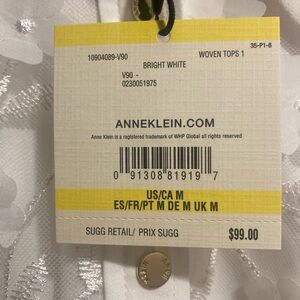 35-P1-6
10904089-V90 WOVEN TOPS 1
BRIGHT WHITE
V90 -
0230051975
ANNEKLEIN.COM
Anne Klein is a registered trademark of WHP Global all rights reserved
0 91308 81919 7
US/CA M
ES/FR/PT M DE M UK M
SUGG RETAIL/ PRIX SUGG $99.00